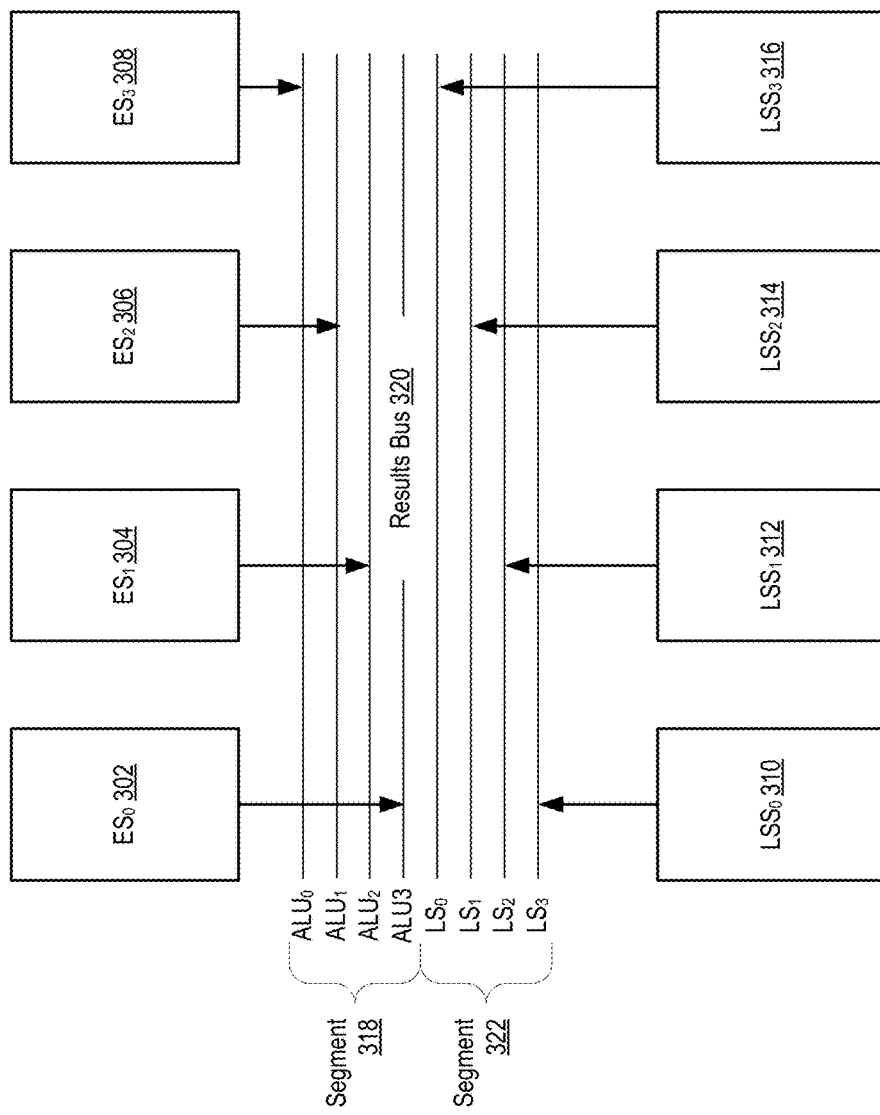 ES₀ 302
ES₁ 304
ES₂ 306
ES₃ 308
Segment
318
ALU₀
ALU₁
ALU₂
ALU3
Results Bus 320
Segment
322
LS₀
LS₁
LS₂
LS₃
LSS₀ 310
LSS₁ 312
LSS₂ 314
LSS₃ 316